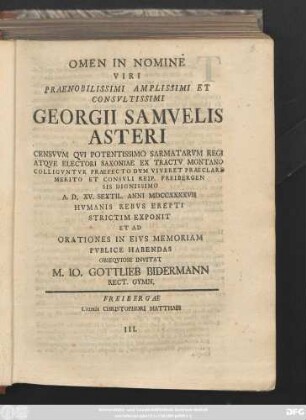 OMEN IN NOMINE
VIRI
PRAENOBILISSIMI AMPLISSIMI ET
CONSVLTISSIMI
GEORGII SAMVELIS
ASTERI
CENSVVM QVI POTENTISSIMO SARMATARVM REGI
ATQVE ELECTORI SAXONIAE EX TRACTV MONTANO
COLLIGVNTVR PRAEFECTO DVM VIVERET PRAECLARE
MERITO ET CONSVLI REIP. FREIBERGEN
SIS DIGNISSIMO
A. D. XV. SEXTIL. ANNI MDCCXXXXVII
HVMANIS REBVS EREPTI
STRICTIM EXPONIT
ET AD
ORATIONES IN EIVS MEMORIAM
PVBLICE HABENDAS
OBSEQVIOSE INVITAT
M. IO. GOTTLIEB BIDERMANN
RECT. GYMN.
FREIBERGAE
LITERIS CHRISTOPHORI MATTHAEI
III.